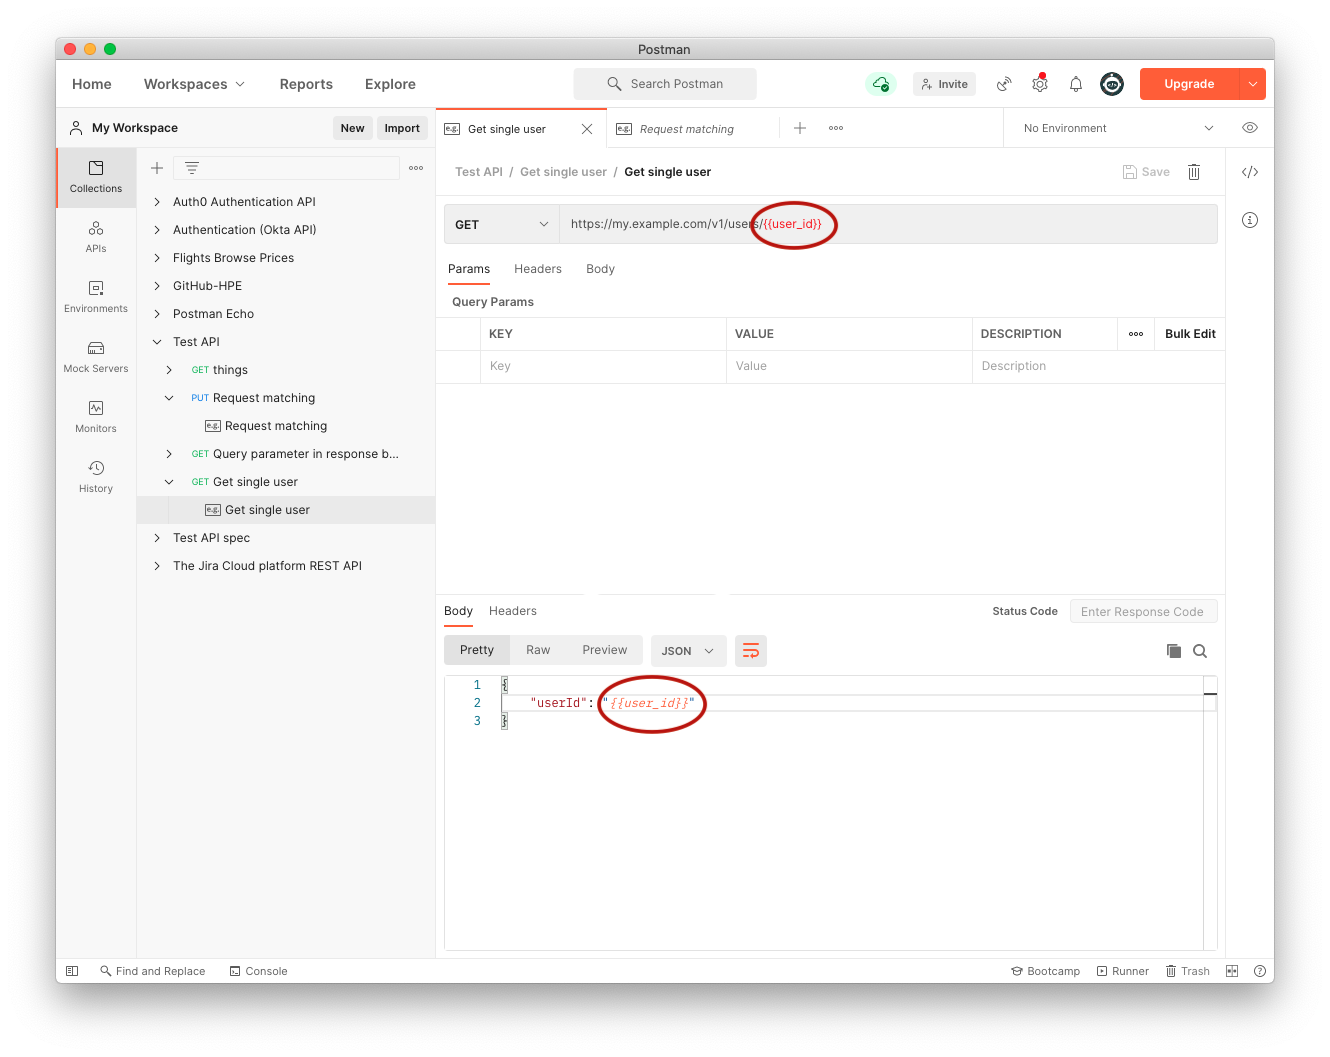 Postman
Home
Workspaces
Reports
Explore
Search Postman
Invite
Upgrade
My Workspace
New
Import
e.g. Get single user
e.g. Request matching
No Environment
Collections
APIs
Environments
Mock Servers
Monitors
History
Auth0 Authentication API
Authentication (Okta API)
Flights Browse Prices
GitHub-HPE
Postman Echo
Test API
GET things
PUT Request matching
e.g. Request matching
GET Query parameter in response b...
GET Get single user
e.g. Get single user
Test API spec
The Jira Cloud platform REST API
Test API / Get single user / Get single user
Save
GET
https://my.example.com/v1/users/{{user_id}}
Params
Headers
Body
Query Params
KEY
VALUE
DESCRIPTION
Bulk Edit
Key
Value
Description
Body
Headers
Status Code
Enter Response Code
Pretty
Raw
Preview
JSON
1 {
2 "userId": "{{user_id}}"
3 }
Find and Replace
Console
Bootcamp
Runner
Trash